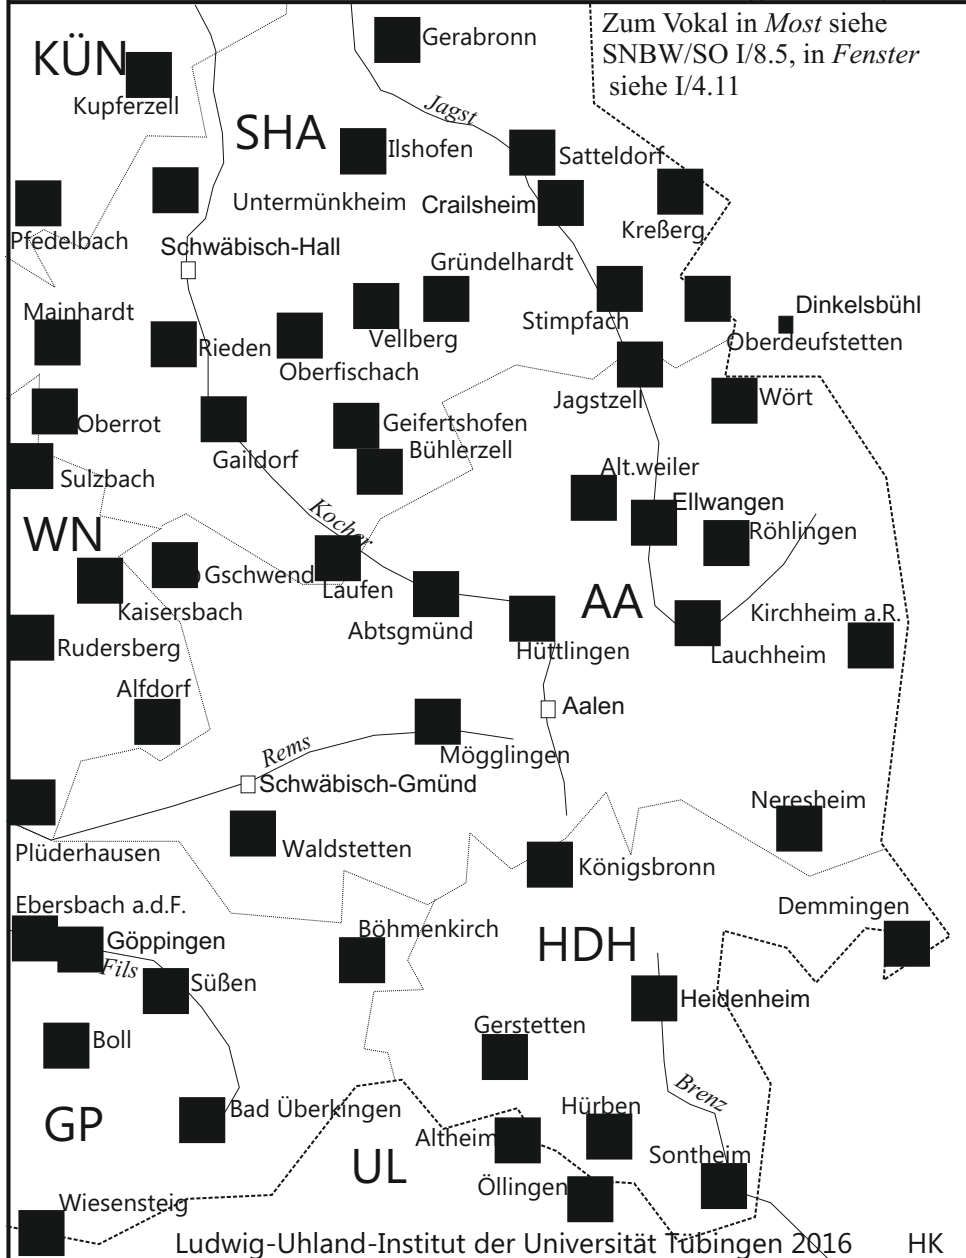 Zum Vokal in Most siehe
SNBW/SO I/8.5, in Fenster
siehe I/4.11
Gerabronn
KÜN
Kupferzell
Jagst
SHA
Ilshofen
Satteldorf
Untermünkheim
Crailsheim
Kreßerg
Pfedelbach
Schwäbisch-Hall
Gründelhardt
Mainhardt
Stimpfach
Dinkelsbühl
Vellberg
Oberdeufstetten
Rieden
Oberfischach
Jagstzell
Wört
Oberrot
Geifertshofen
Bühlerzell
Gaildorf
Alt.weiler
Sulzbach
Ellwangen
Kocher
WN
Röhlingen
Gschwend
Laufen
AA
Kaisersbach
Kirchheim a.R.
Abtsgmünd
Hüttlingen
Lauchheim
Rudersberg
Alfdorf
Aalen
Rems
Mögglingen
Schwäbisch-Gmünd
Neresheim
Plüderhausen
Waldstetten
Königsbronn
Ebersbach a.d.F.
Demmingen
Göppingen
Böhmenkirch
HDH
Fils
Süßen
Heidenheim
Boll
Gerstetten
Brenz
GP
Bad Überkingen
Hürben
Altheim
Sontheim
UL
Öllingen
Wiesensteig
Ludwig-Uhland-Institut der Universität Tübingen 2016 HK